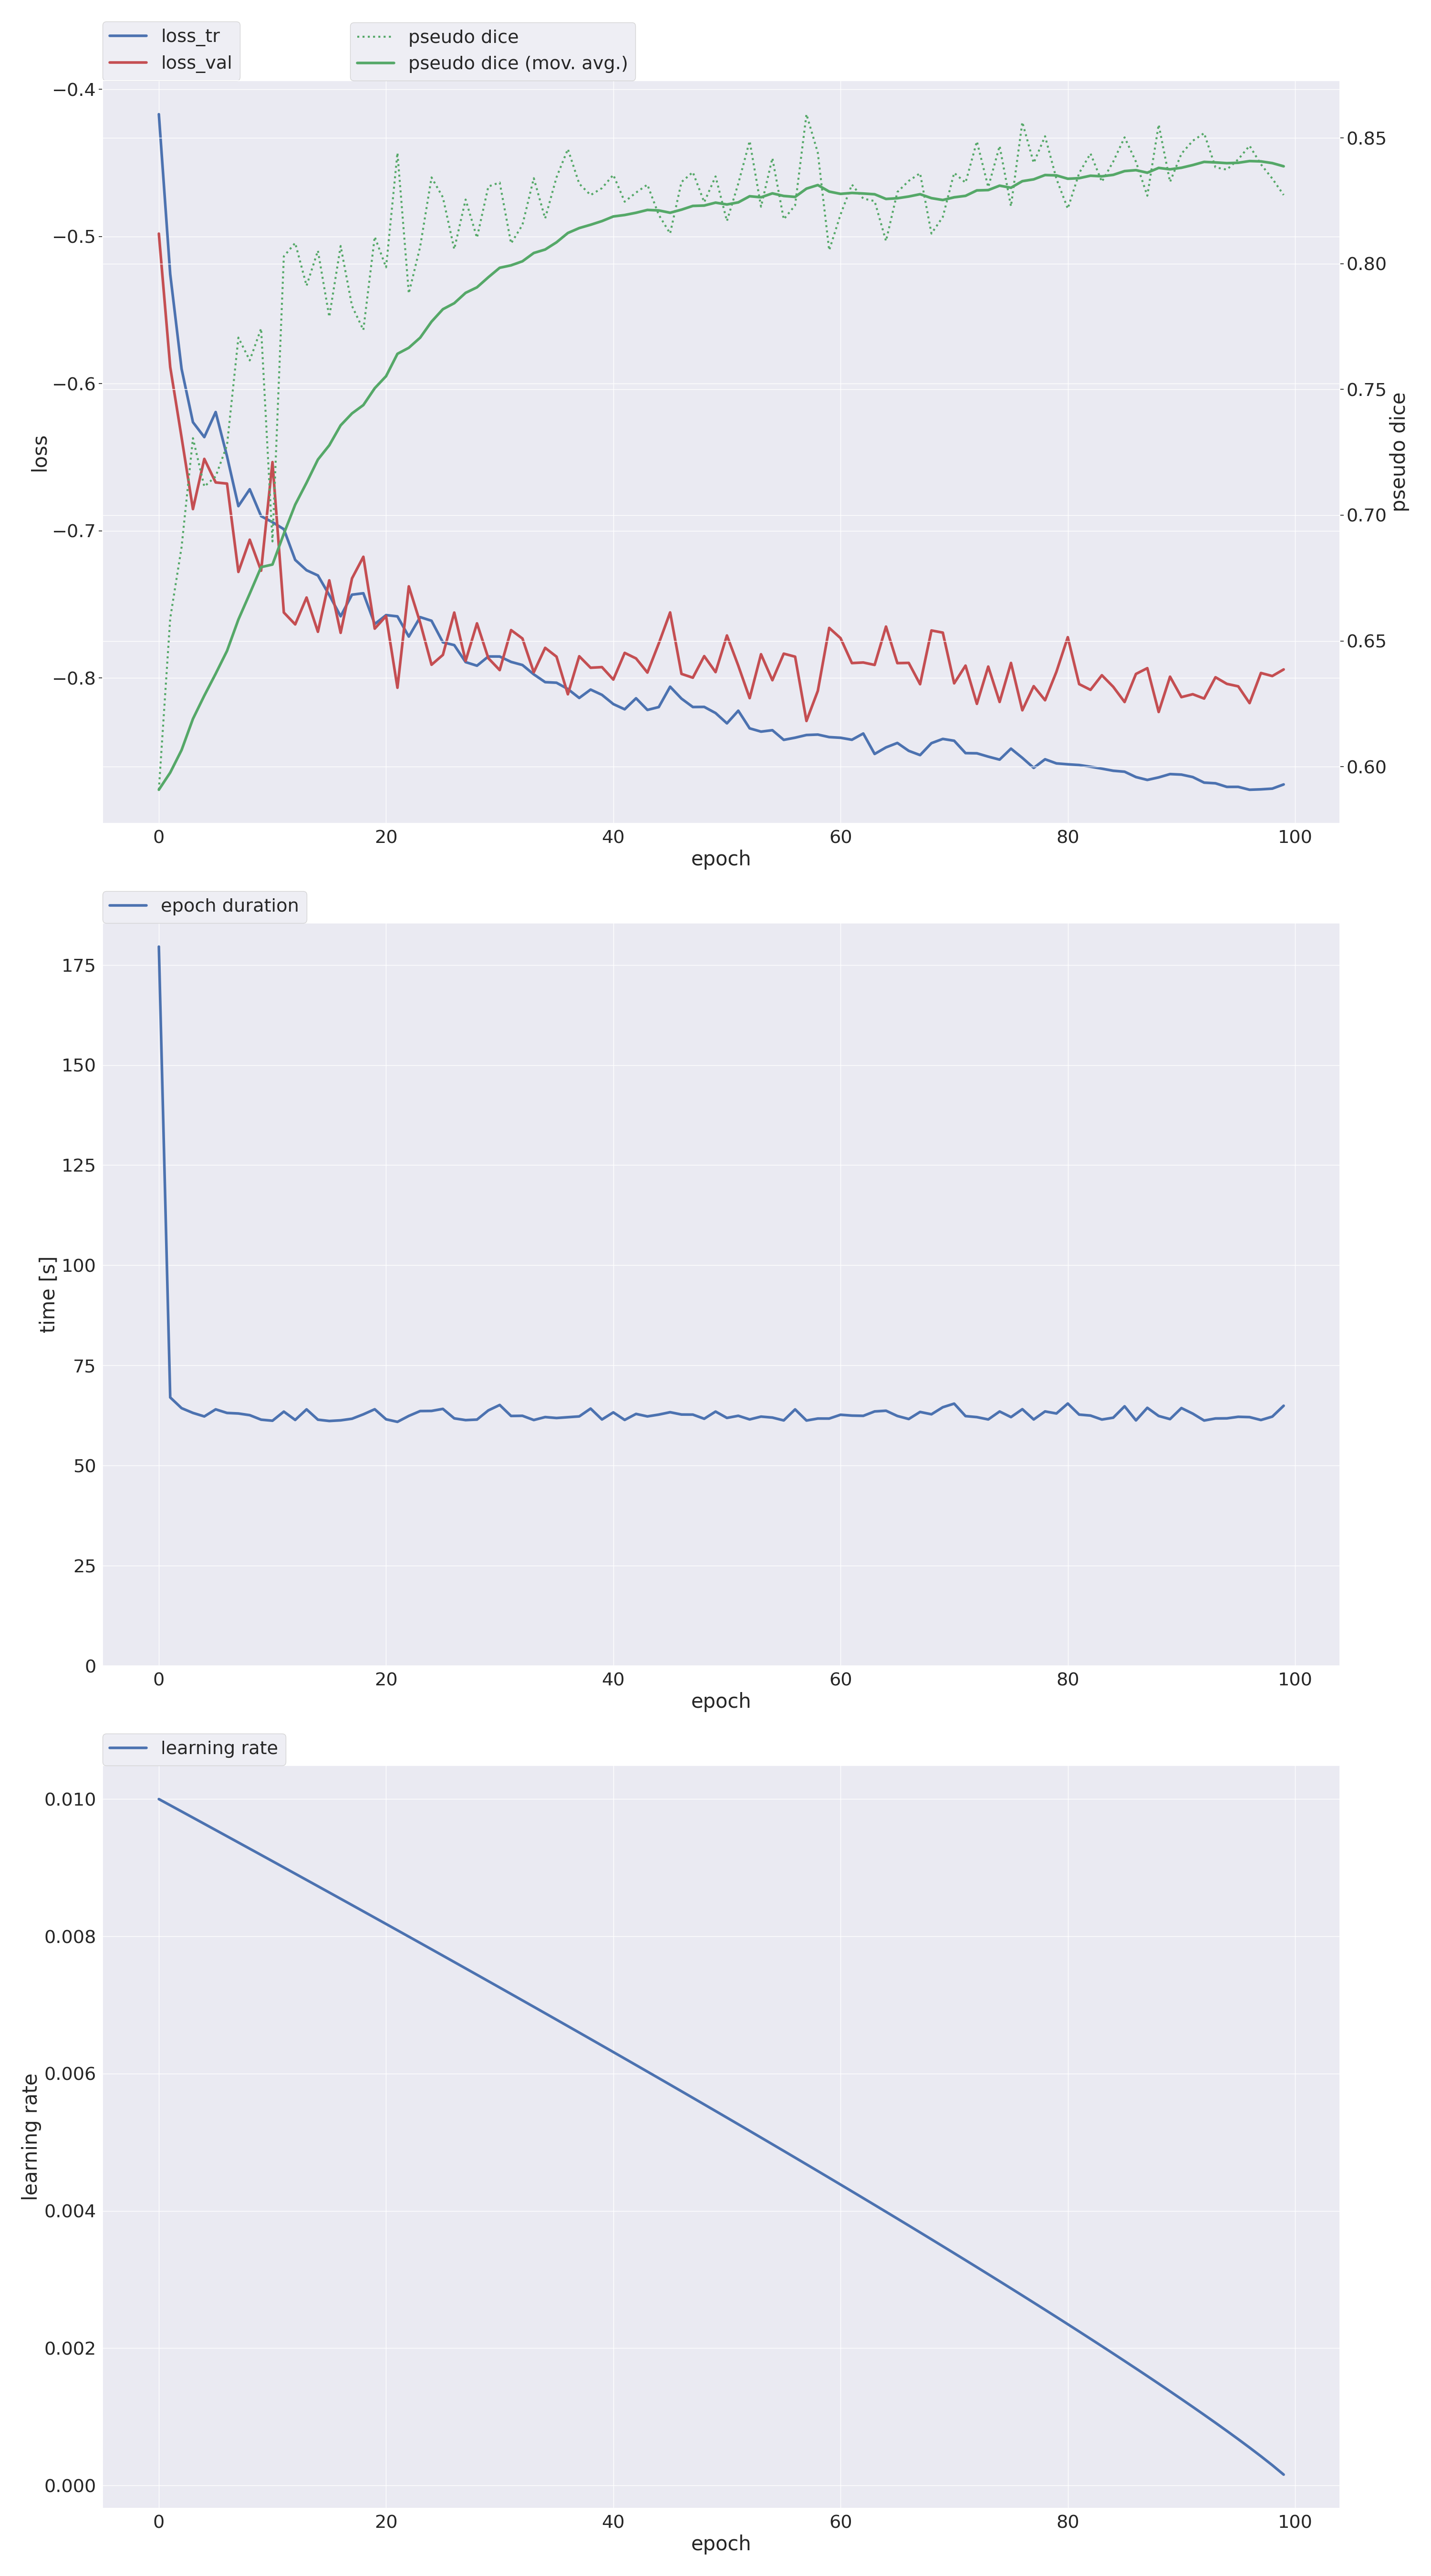 loss_tr
loss_val
pseudo dice
pseudo dice (mov. avg.)
−0.4
−0.5
−0.6
−0.7
−0.8
loss
0.85
0.80
0.75
0.70
0.65
0.60
pseudo dice
0 20 40 60 80 100
epoch
epoch duration
175
150
125
100
75
50
25
0
time [s]
0 20 40 60 80 100
epoch
learning rate
0.010
0.008
0.006
0.004
0.002
0.000
learning rate
0 20 40 60 80 100
epoch